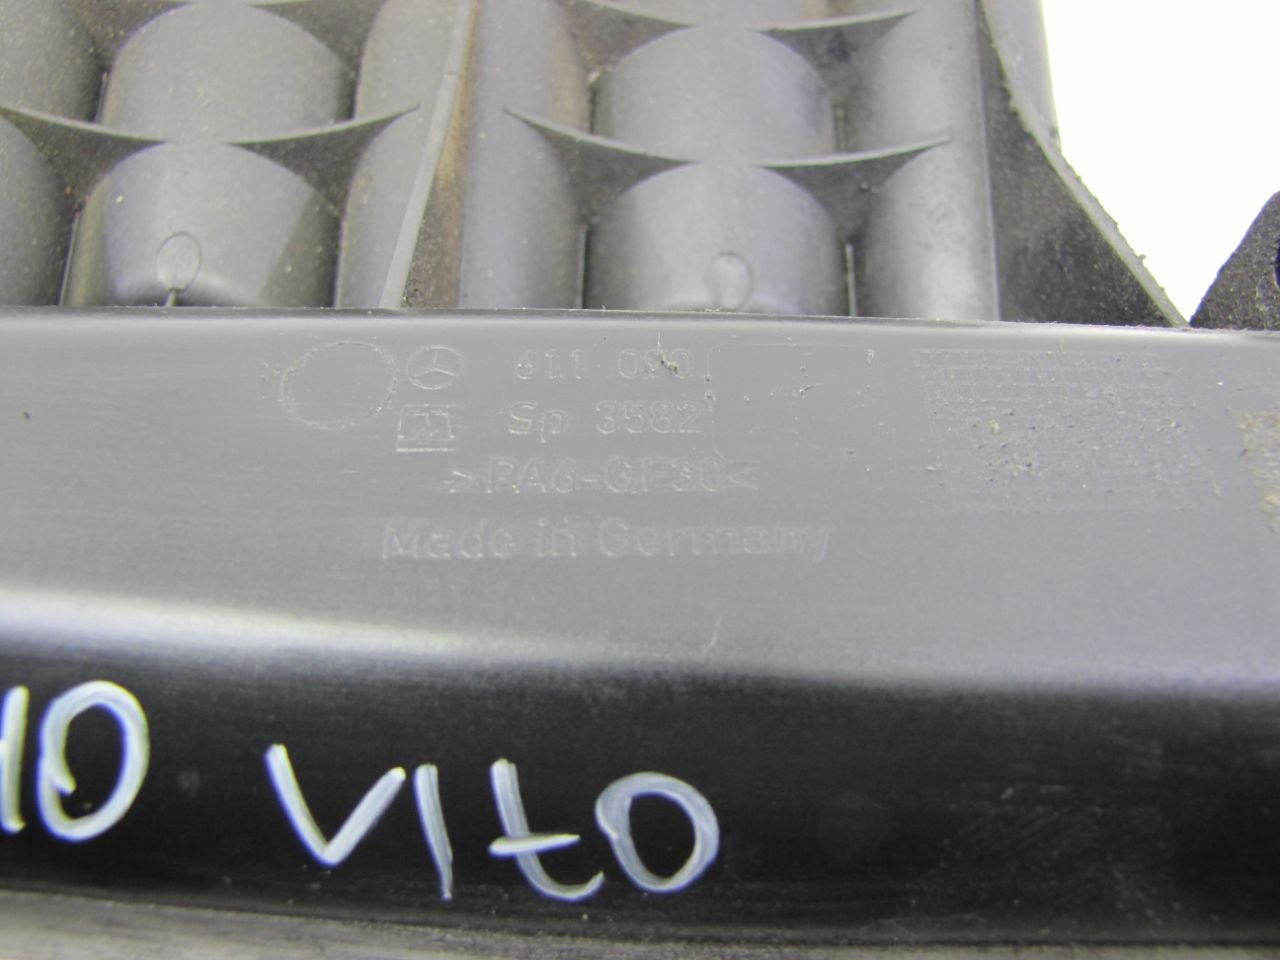 611 090
Sp 3582
>PA6-GF30<
Made in Germany
VITO